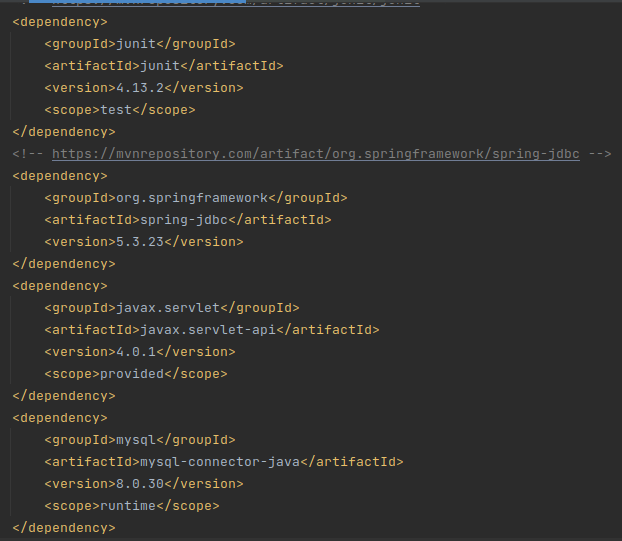 <dependency>
<groupId>junit</groupId>
<artifactId>junit</artifactId>
<version>4.13.2</version>
<scope>test</scope>
</dependency>
<!-- https://mvnrepository.com/artifact/org.springframework/spring-jdbc -->
<dependency>
<groupId>org.springframework</groupId>
<artifactId>spring-jdbc</artifactId>
<version>5.3.23</version>
</dependency>
<dependency>
<groupId>javax.servlet</groupId>
<artifactId>javax.servlet-api</artifactId>
<version>4.0.1</version>
<scope>provided</scope>
</dependency>
<dependency>
<groupId>mysql</groupId>
<artifactId>mysql-connector-java</artifactId>
<version>8.0.30</version>
<scope>runtime</scope>
</dependency>